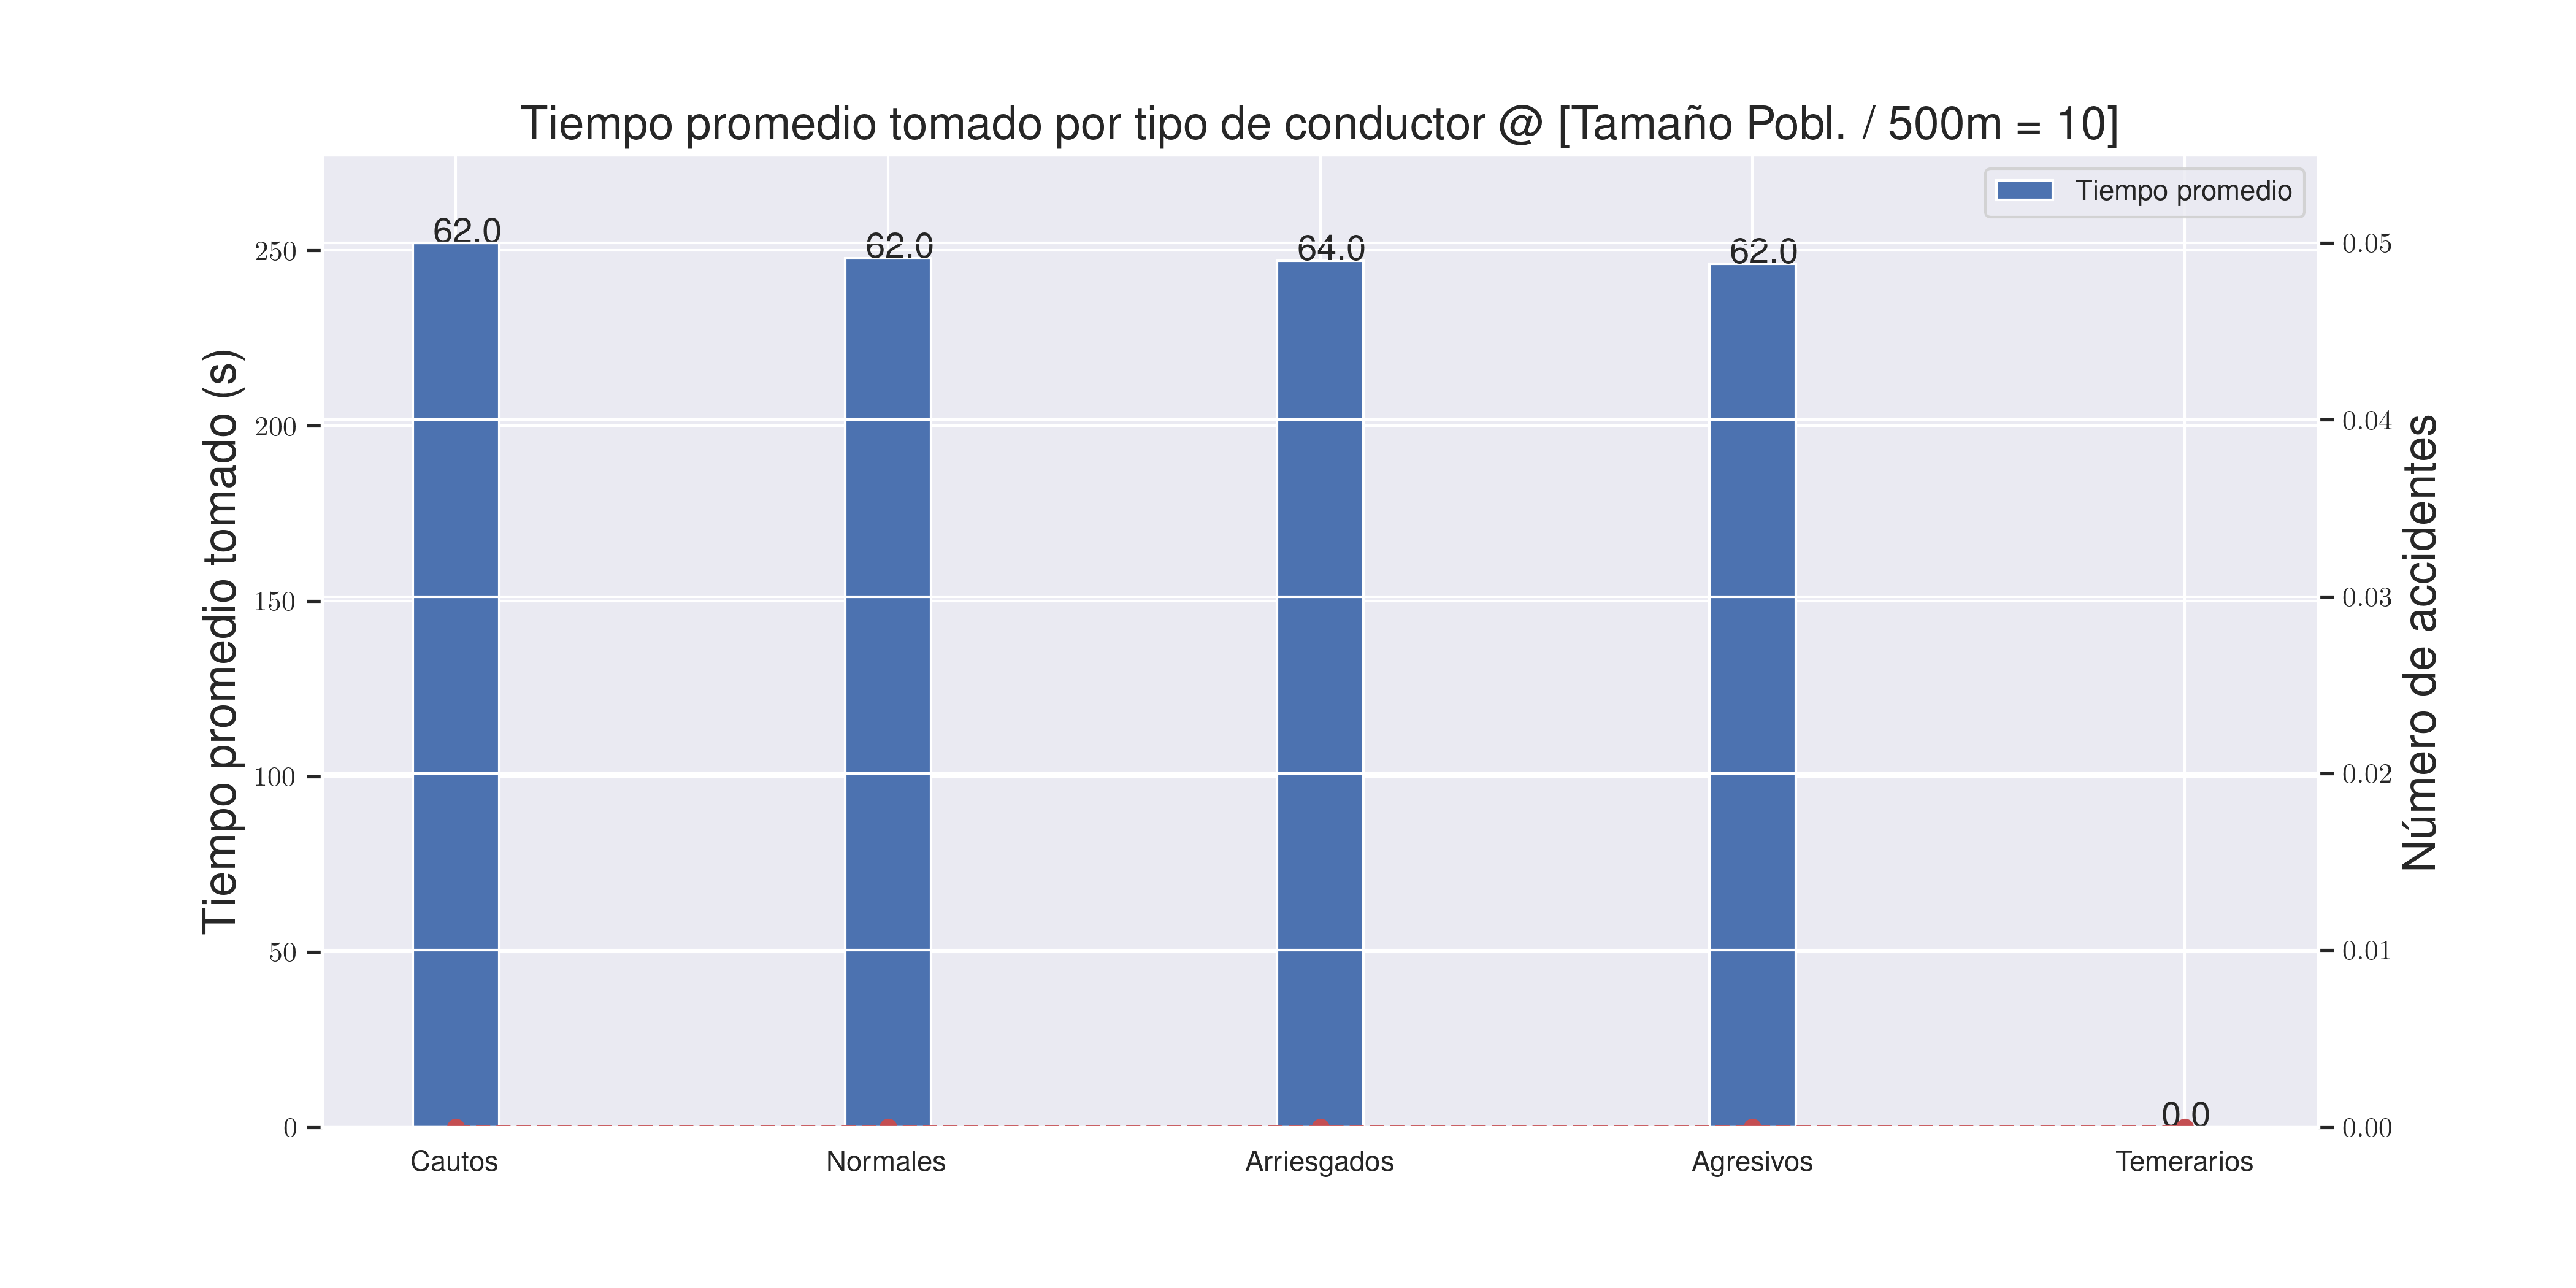 Tiempo promedio tomado por tipo de conductor @ [Tamaño Pobl. / 500m = 10]
Tiempo promedio
62.0
62.0
64.0
62.0
0.0
250
200
150
100
50
0
Tiempo promedio tomado (s)
0.05
0.04
0.03
0.02
0.01
0.00
Número de accidentes
Cautos
Normales
Arriesgados
Agresivos
Temerarios